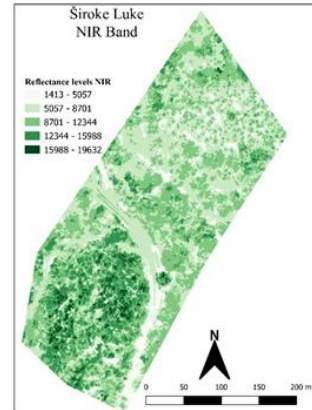 Široke Luke
NIR Band
Reflectance levels NIR
1413 - 5057
5057 - 8701
8701 - 12344
12344 - 15988
15988 - 19632
N
0 50 100 150 200 m